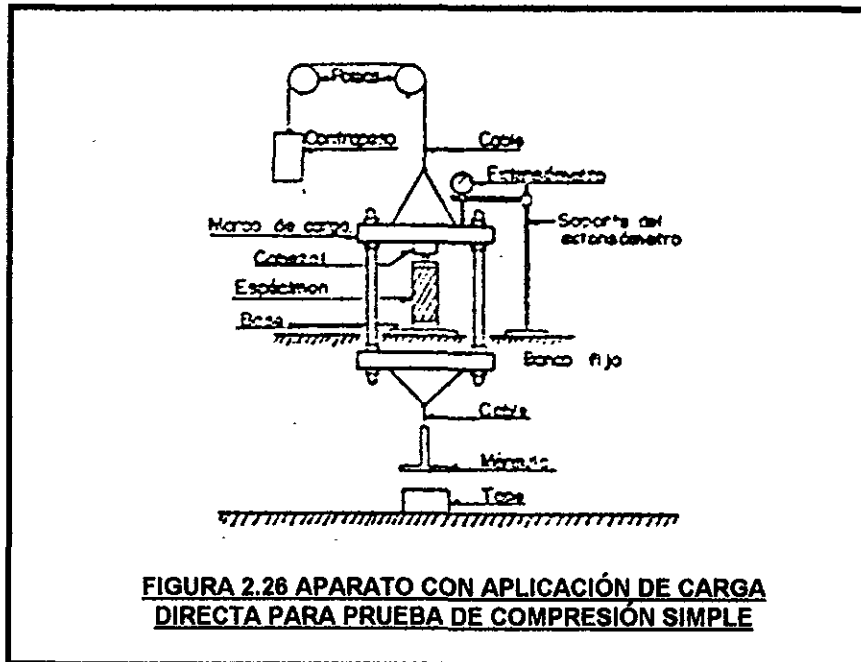 Poleas
Contrapeso
Cable
Extensómetro
Marco de carga
Soporte del
extensómetro
Cabezal
Espécimen
Base
Banco fijo
Cable
Ménsula
Tope
FIGURA 2.26 APARATO CON APLICACIÓN DE CARGA
DIRECTA PARA PRUEBA DE COMPRESIÓN SIMPLE